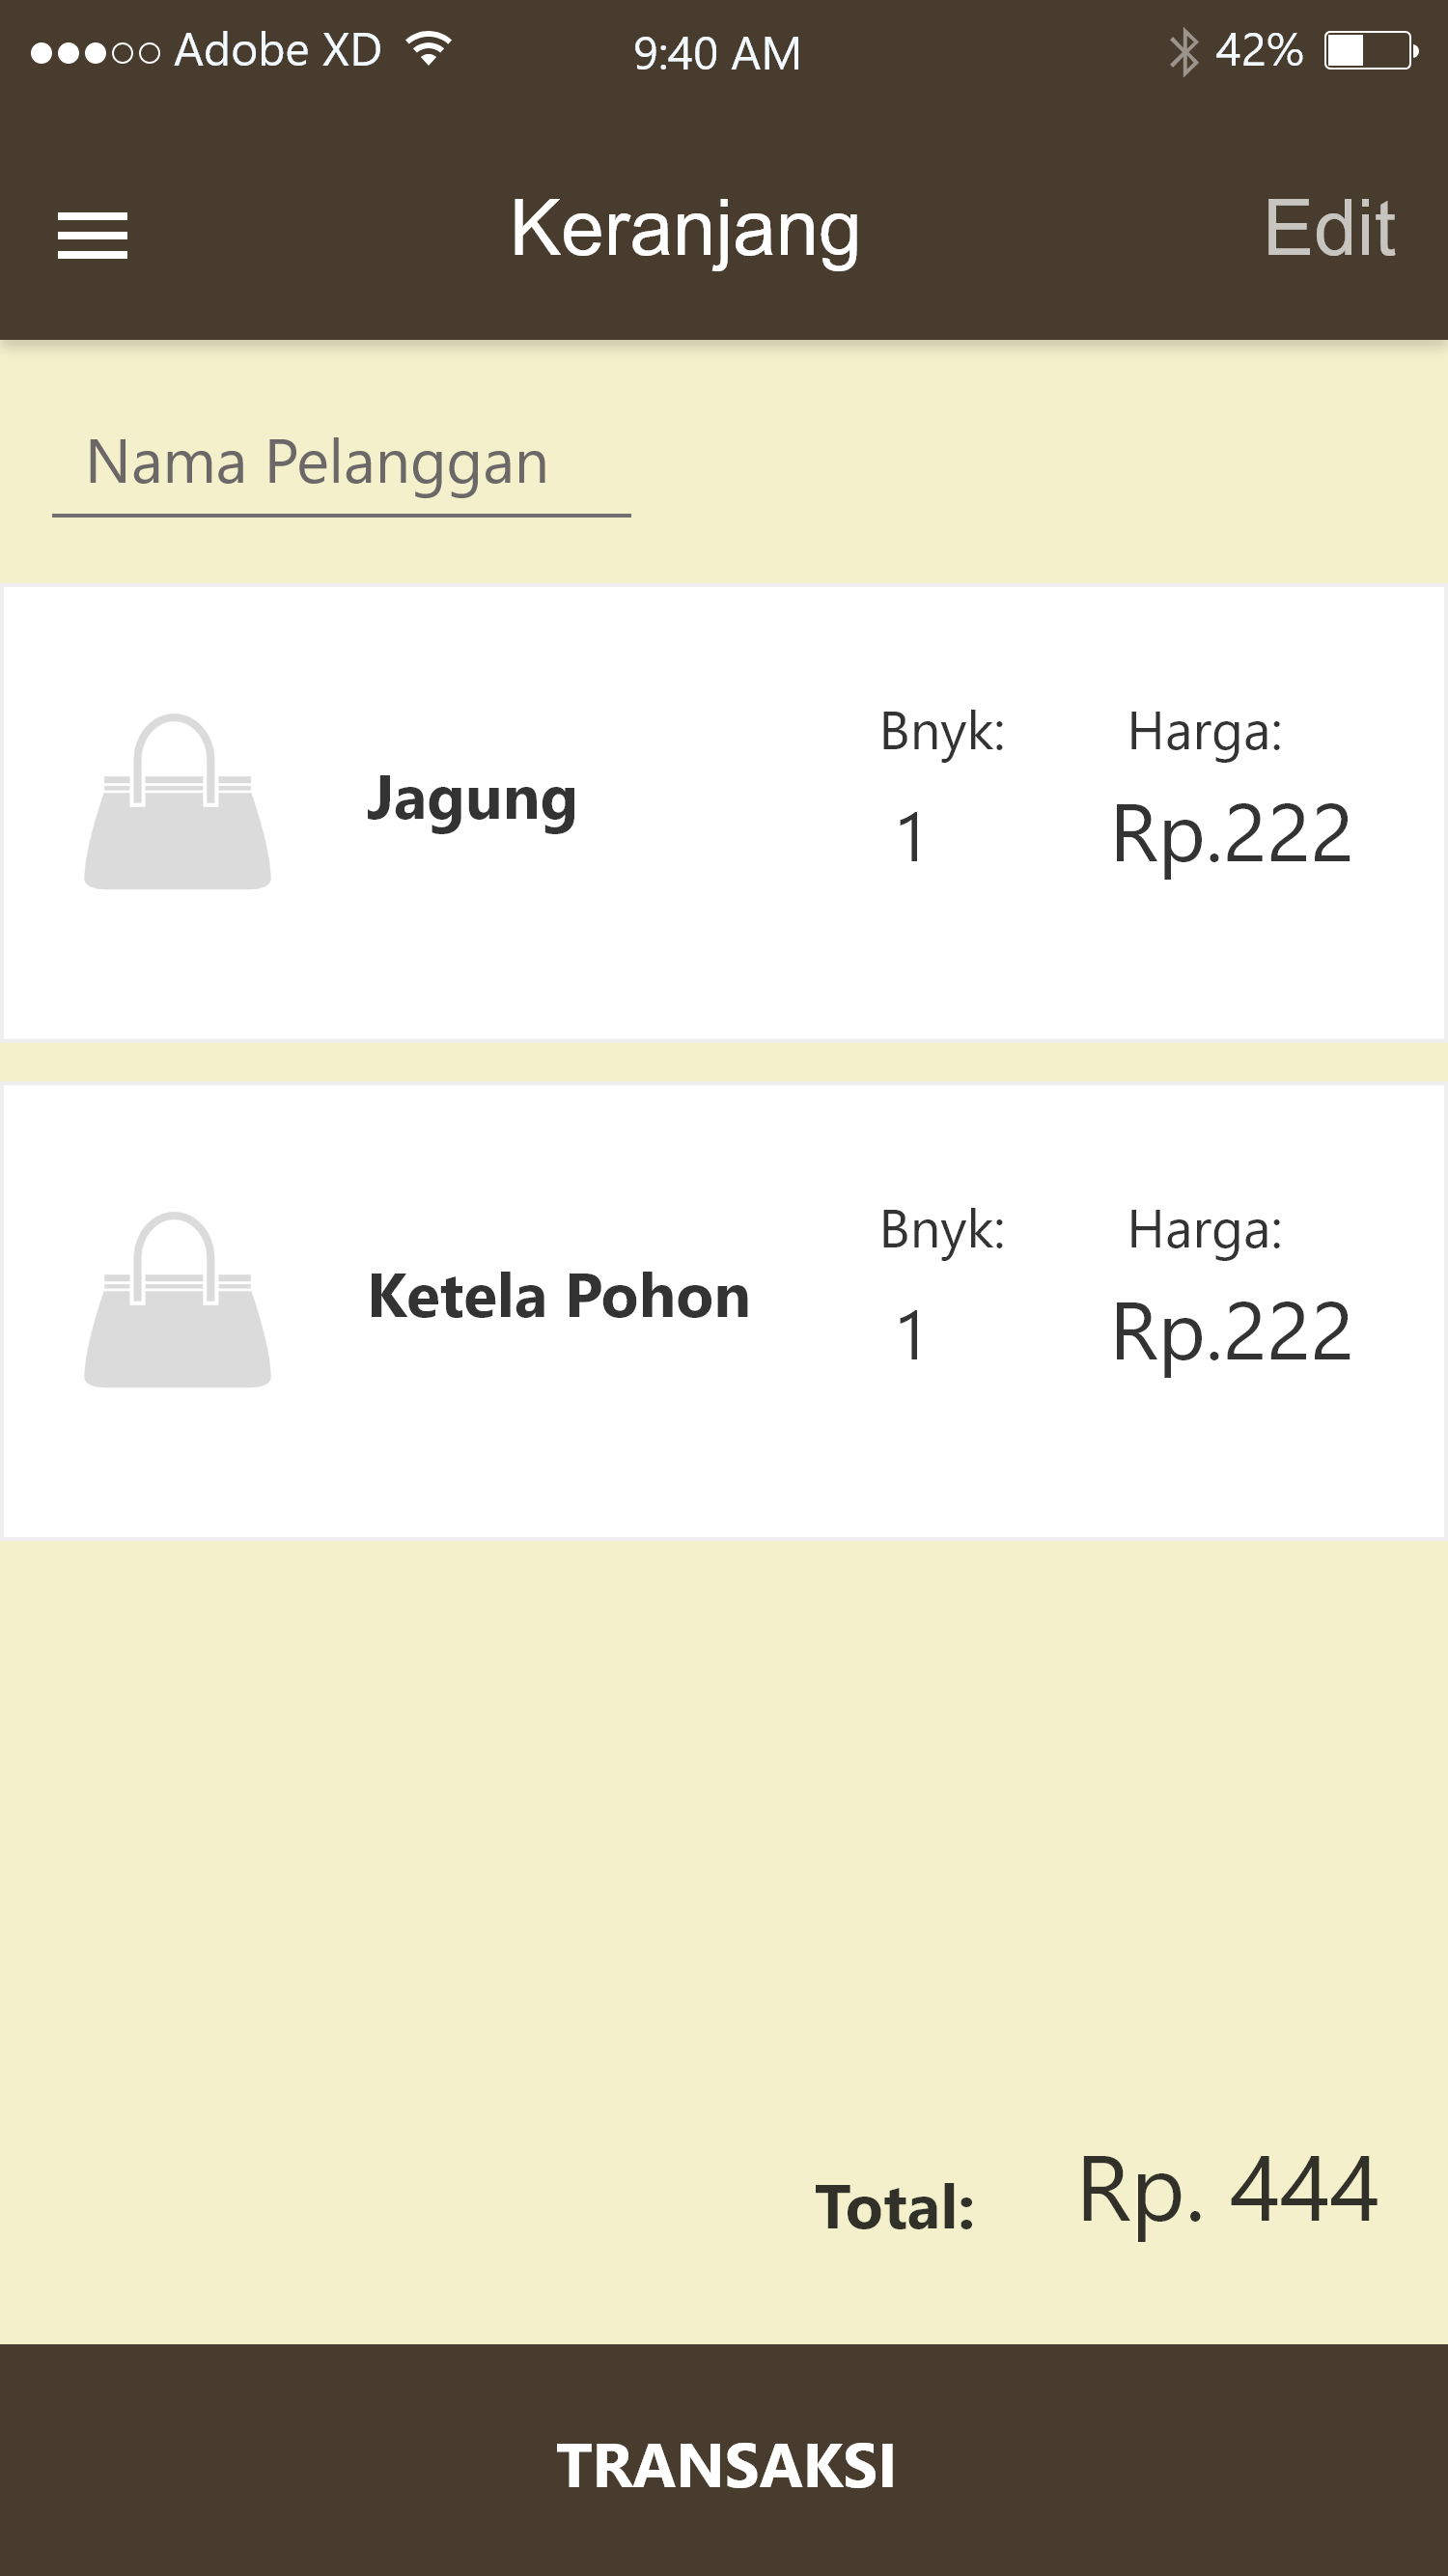 Adobe XD 9:40 AM 42%
Keranjang Edit
Nama Pelanggan
Bnyk: Harga:
Jagung
1 Rp.222
Bnyk: Harga:
Ketela Pohon
1 Rp.222
Total: Rp. 444
TRANSAKSI